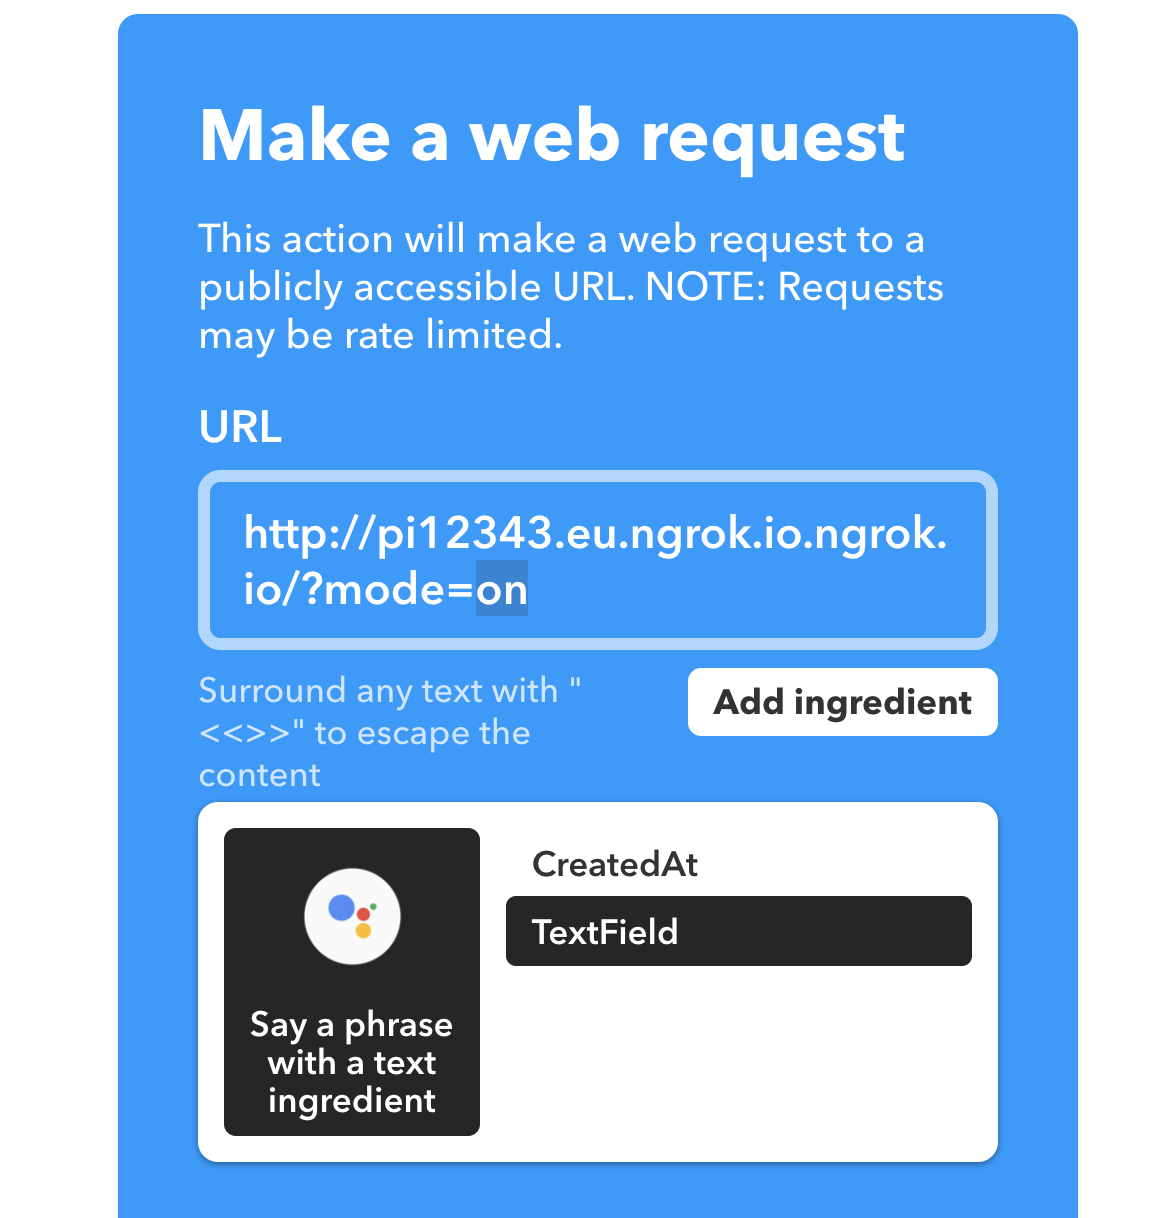 Make a web request
This action will make a web request to a
publicly accessible URL. NOTE: Requests
may be rate limited.
URL
http://pi12343.eu.ngrok.io.ngrok.
io/?mode=on
Surround any text with "
<<>>" to escape the
content
Add ingredient
Say a phrase
with a text
ingredient
CreatedAt
TextField